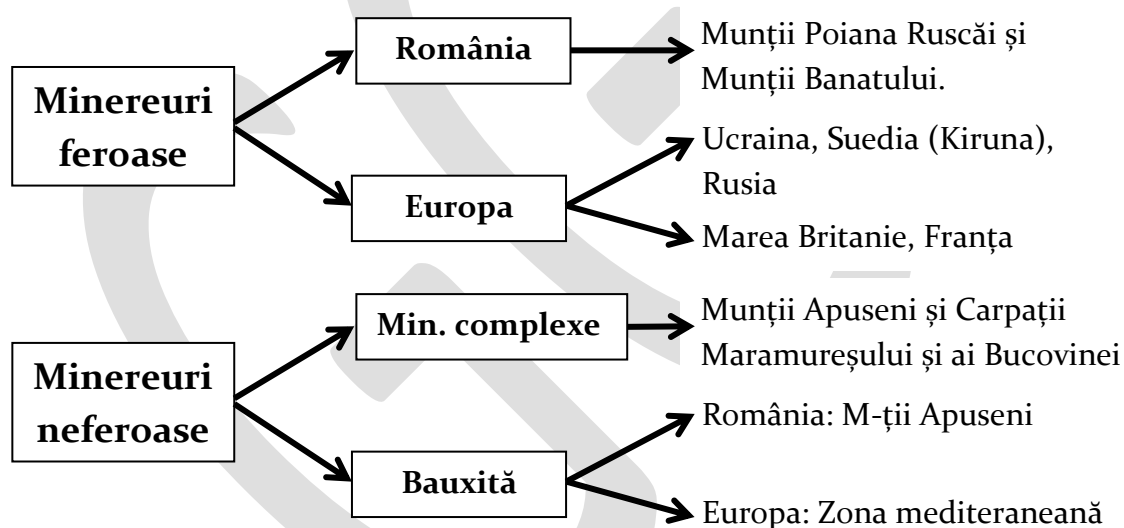 Minereuri
feroase
România
Munții Poiana Ruscăi și
Munții Banatului.
Europa
Ucraina, Suedia (Kiruna),
Rusia
Marea Britanie, Franța
Minereuri
neferoase
Min. complexe
Munții Apuseni și Carpații
Maramureșului și ai Bucovinei
Bauxită
România: M-ții Apuseni
Europa: Zona mediteraneană